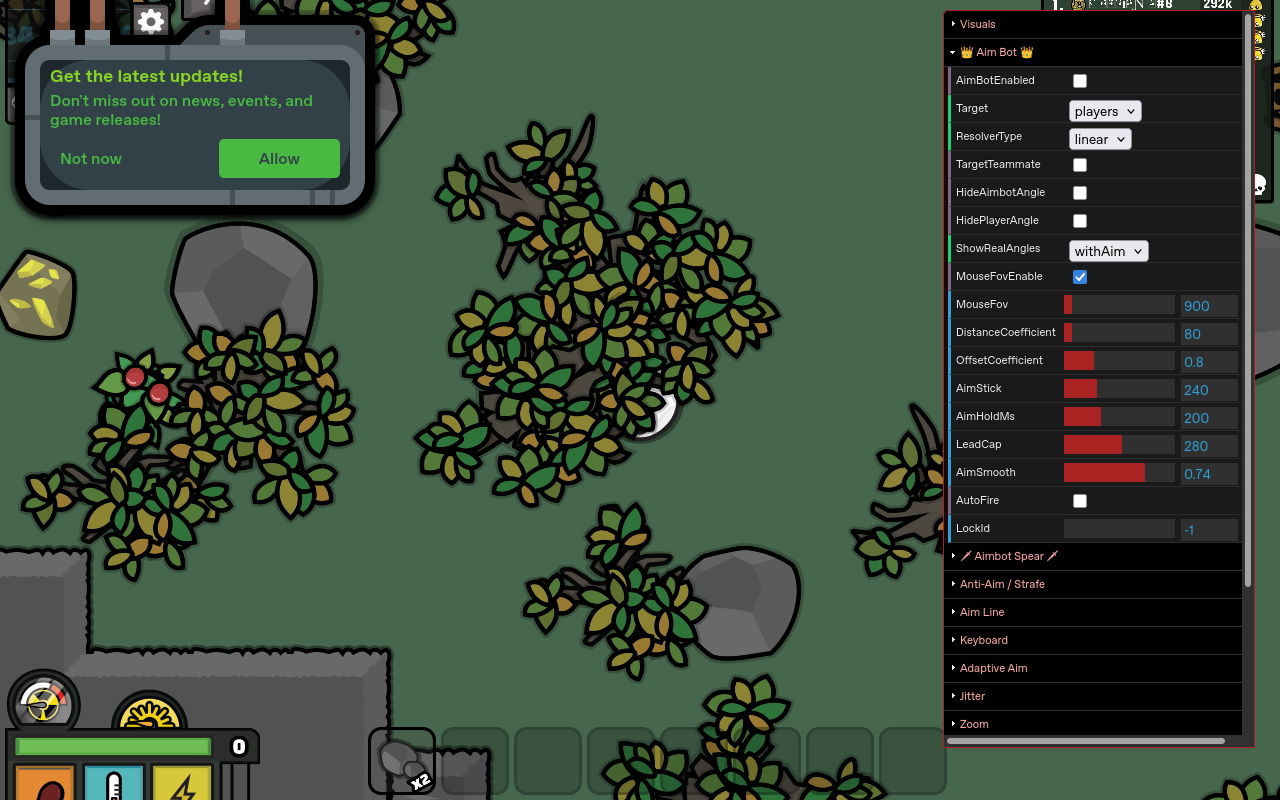 Get the latest updates!
Don't miss out on news, events, and
game releases!
Not now
Allow
0
x2
292k
Visuals
👑 Aim Bot 👑
AimBotEnabled
Target players
ResolverType linear
TargetTeammate
HideAimbotAngle
HidePlayerAngle
ShowRealAngles withAim
MouseFovEnable
MouseFov 900
DistanceCoefficient 80
OffsetCoefficient 0.8
AimStick 240
AimHoldMs 200
LeadCap 280
AimSmooth 0.74
AutoFire
LockId -1
🗡 Aimbot Spear 🗡
Anti-Aim / Strafe
Aim Line
Keyboard
Adaptive Aim
Jitter
Zoom